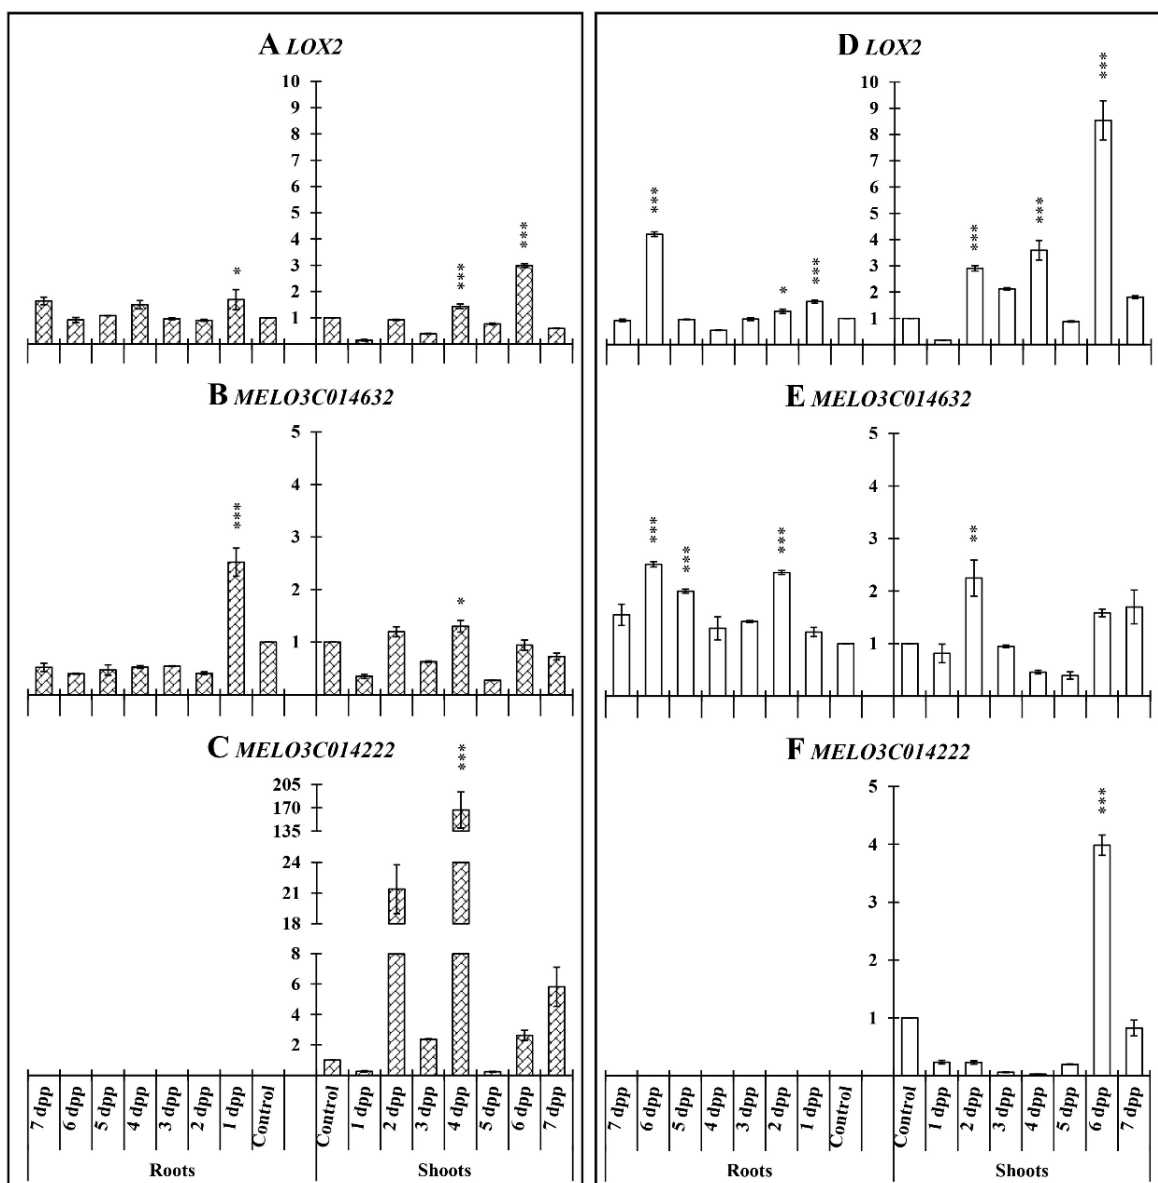 A LOX2
10
9
8
7
6
5
4
3
2
1
*
***
***
B MELO3C014632
5
4
3
2
1
***
*
C MELO3C014222
205
170
135
24
21
18
8
6
4
2
***
7 dpp
6 dpp
5 dpp
4 dpp
3 dpp
2 dpp
1 dpp
Control
Control
1 dpp
2 dpp
3 dpp
4 dpp
5 dpp
6 dpp
7 dpp
Roots
Shoots
D LOX2
10
9
8
7
6
5
4
3
2
1
***
*
***
***
***
***
E MELO3C014632
5
4
3
2
1
***
***
***
**
F MELO3C014222
5
4
3
2
1
***
7 dpp
6 dpp
5 dpp
4 dpp
3 dpp
2 dpp
1 dpp
Control
Control
1 dpp
2 dpp
3 dpp
4 dpp
5 dpp
6 dpp
7 dpp
Roots
Shoots